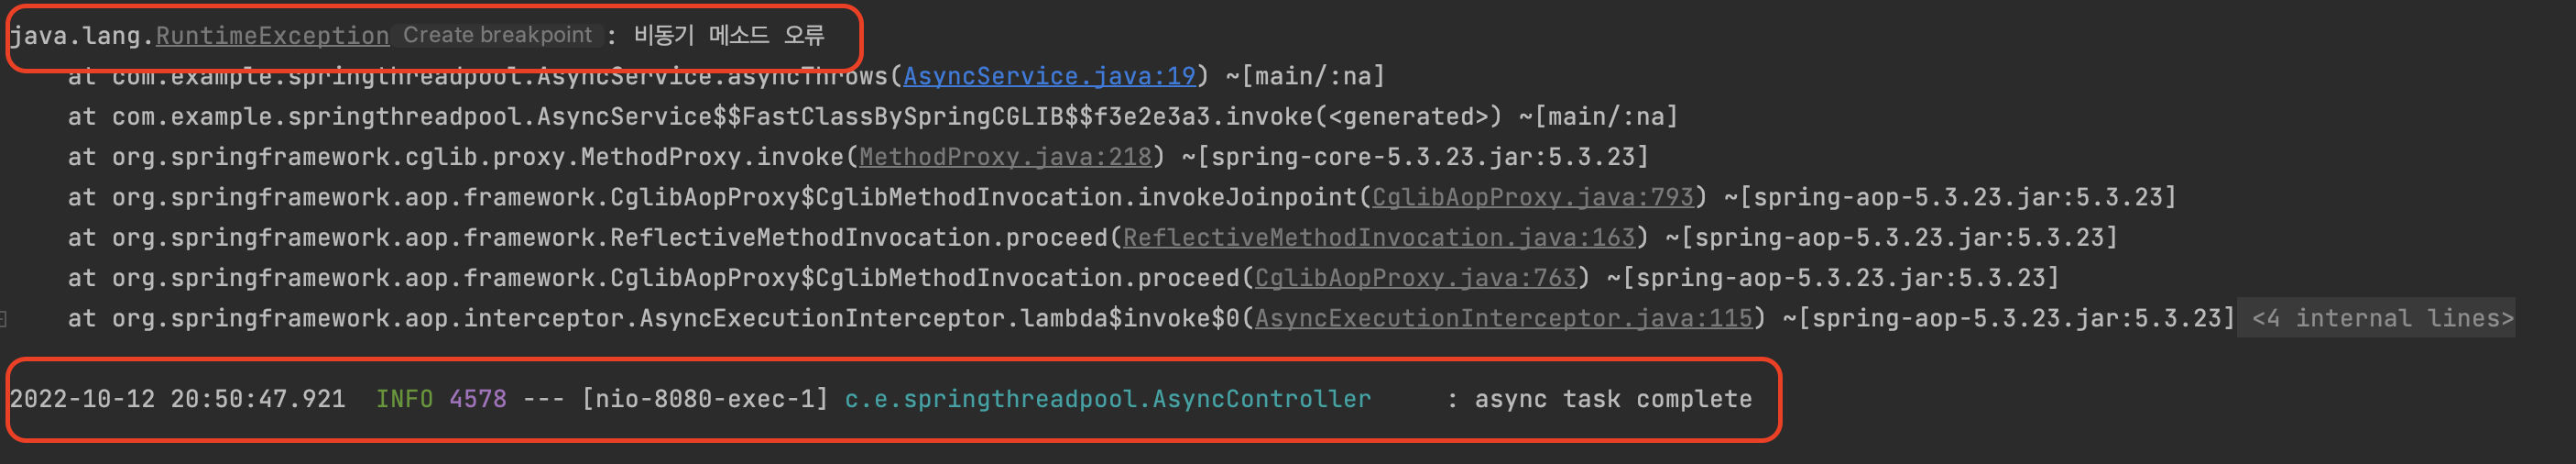 java.lang.RuntimeException Create breakpoint : 비동기 메소드 오류
at com.example.springthreadpool.AsyncService.asyncThrows(AsyncService.java:19) ~[main/:na]
at com.example.springthreadpool.AsyncService$$FastClassBySpringCGLIB$$f3e2e3a3.invoke(<generated>) ~[main/:na]
at org.springframework.cglib.proxy.MethodProxy.invoke(MethodProxy.java:218) ~[spring-core-5.3.23.jar:5.3.23]
at org.springframework.aop.framework.CglibAopProxy$CglibMethodInvocation.invokeJoinpoint(CglibAopProxy.java:793) ~[spring-aop-5.3.23.jar:5.3.23]
at org.springframework.aop.framework.ReflectiveMethodInvocation.proceed(ReflectiveMethodInvocation.java:163) ~[spring-aop-5.3.23.jar:5.3.23]
at org.springframework.aop.framework.CglibAopProxy$CglibMethodInvocation.proceed(CglibAopProxy.java:763) ~[spring-aop-5.3.23.jar:5.3.23]
at org.springframework.aop.interceptor.AsyncExecutionInterceptor.lambda$invoke$0(AsyncExecutionInterceptor.java:115) ~[spring-aop-5.3.23.jar:5.3.23] <4 internal lines>
2022-10-12 20:50:47.921  INFO 4578 --- [nio-8080-exec-1] c.e.springthreadpool.AsyncController     : async task complete